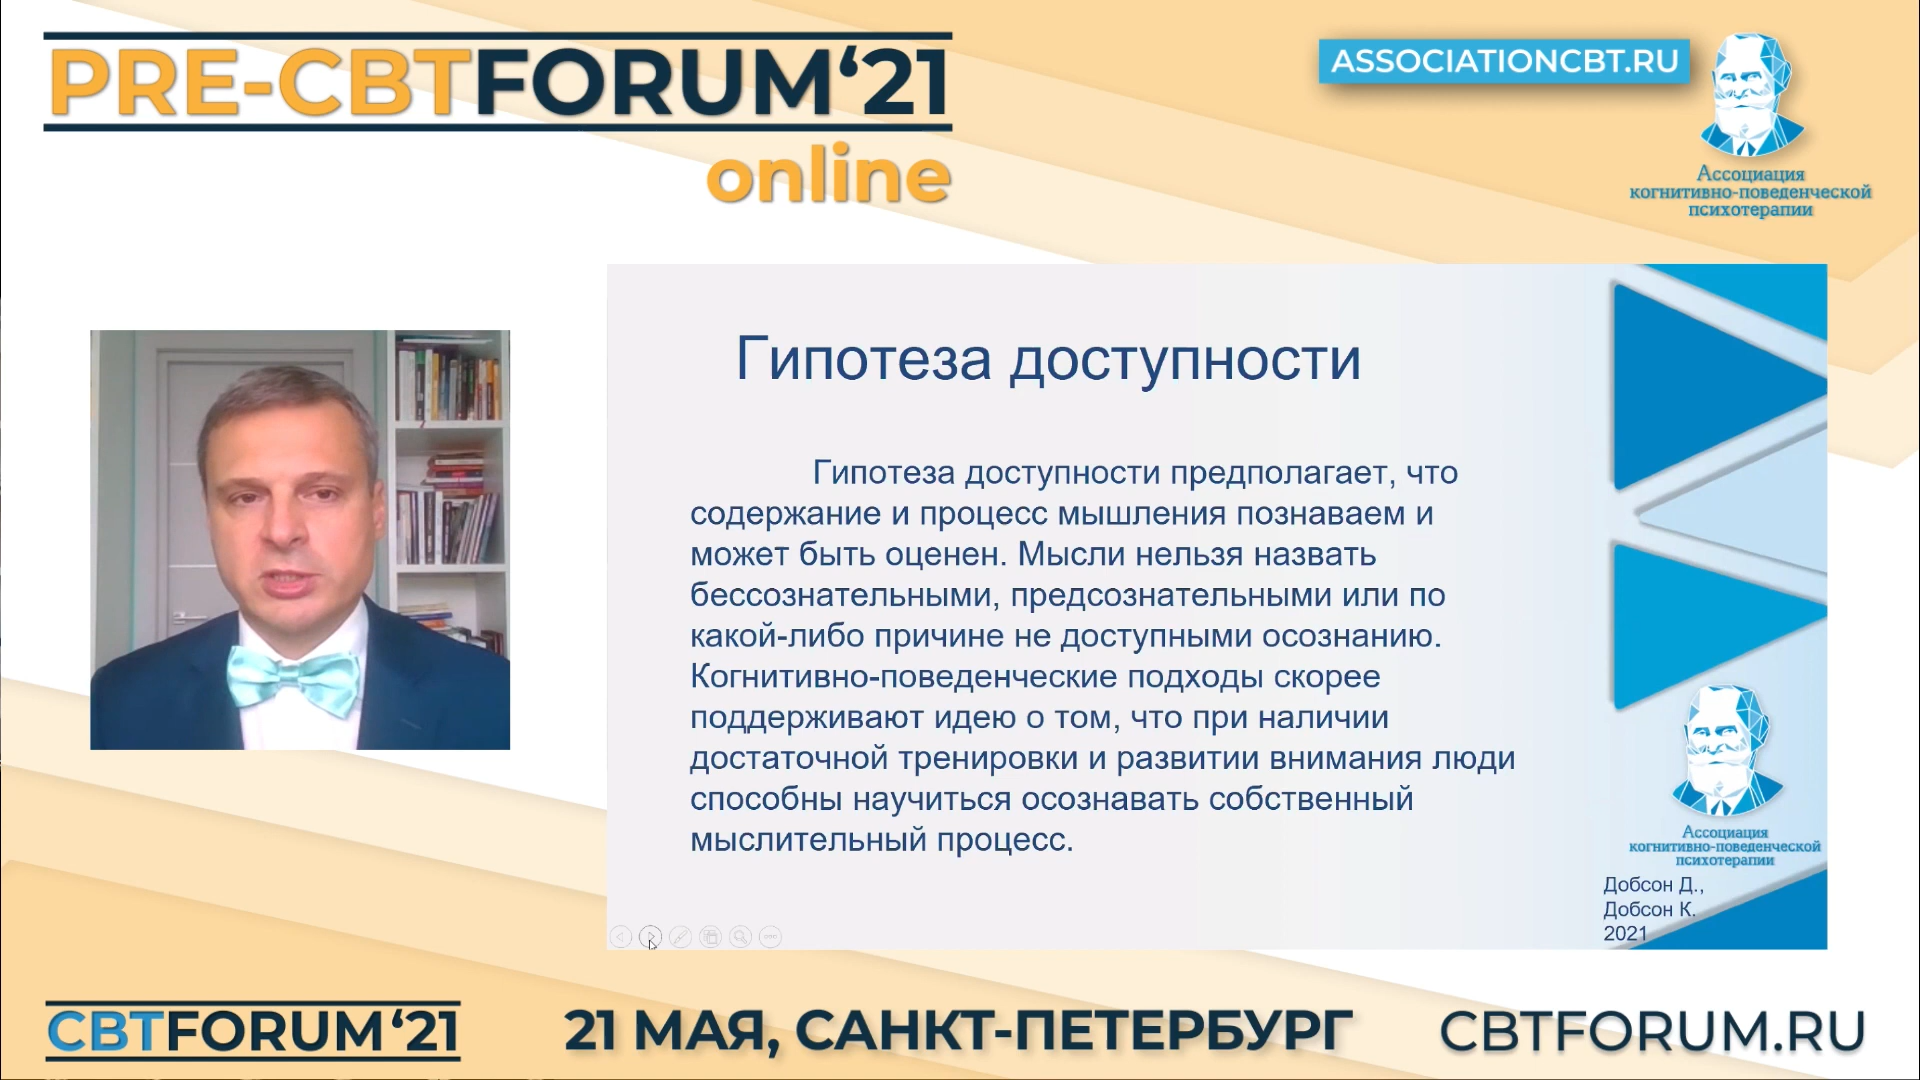 PRE-CBTFORUM‘21
online
ASSOCIATIONCBT.RU
Ассоциация
когнитивно-поведенческой
психотерапии
Гипотеза доступности
Гипотеза доступности предполагает, что
содержание и процесс мышления познаваем и
может быть оценен. Мысли нельзя назвать
бессознательными, предсознательными или по
какой-либо причине не доступными осознанию.
Когнитивно-поведенческие подходы скорее
поддерживают идею о том, что при наличии
достаточной тренировки и развитии внимания люди
способны научиться осознавать собственный
мыслительный процесс.
Ассоциация
когнитивно-поведенческой
психотерапии
Добсон Д.,
Добсон К.
2021
CBTFORUM‘21
21 МАЯ, САНКТ-ПЕТЕРБУРГ
CBTFORUM.RU